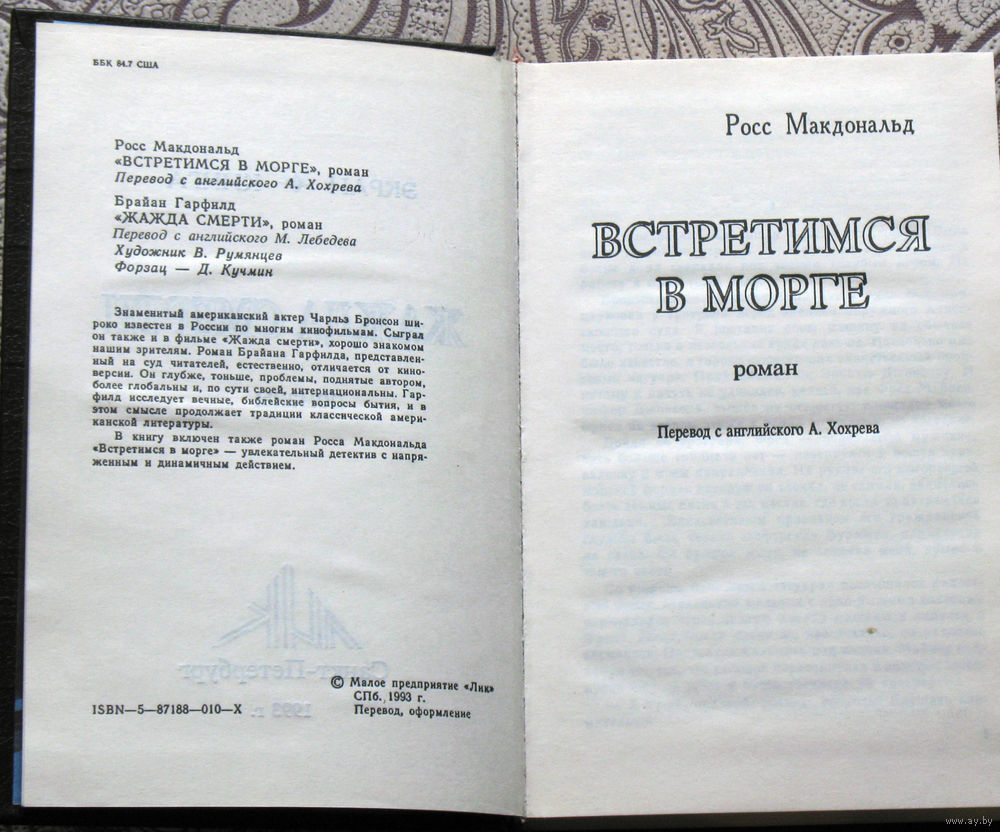 ББК 84.7 США
Росс Макдональд
«ВСТРЕТИМСЯ В МОРГЕ», роман
Перевод с английского А. Хохрева
Брайан Гарфилд
«ЖАЖДА СМЕРТИ», роман
Перевод с английского М. Лебедева
Художник В. Румянцев
Форзац — Д. Кучмин
Знаменитый американский актер Чарльз Бронсон ши-
роко известен в России по многим кинофильмам. Сыграл
он также и в фильме «Жажда смерти», хорошо знакомом
нашим зрителям. Роман Брайана Гарфилда, представлен-
ный на суд читателей, естественно, отличается от кино-
версии. Он глубже, тоньше, проблемы, поднятые автором,
более глобальны и, по сути своей, интернациональны. Гар-
филд исследует вечные, библейские вопросы бытия, и в
этом смысле продолжает традиции классической амери-
канской литературы.
В книгу включен также роман Росса Макдональда
«Встретимся в морге» — увлекательный детектив с напря-
женным и динамичным действием.
ISBN—5—87188—010—X
© Малое предприятие «Лик»
СПб., 1993 г.
Перевод, оформление
Санкт-Петербург
1993 г.
Росс Макдональд
ВСТРЕТИМСЯ
В МОРГЕ
роман
Перевод с английского А. Хохрева
www.ay.by